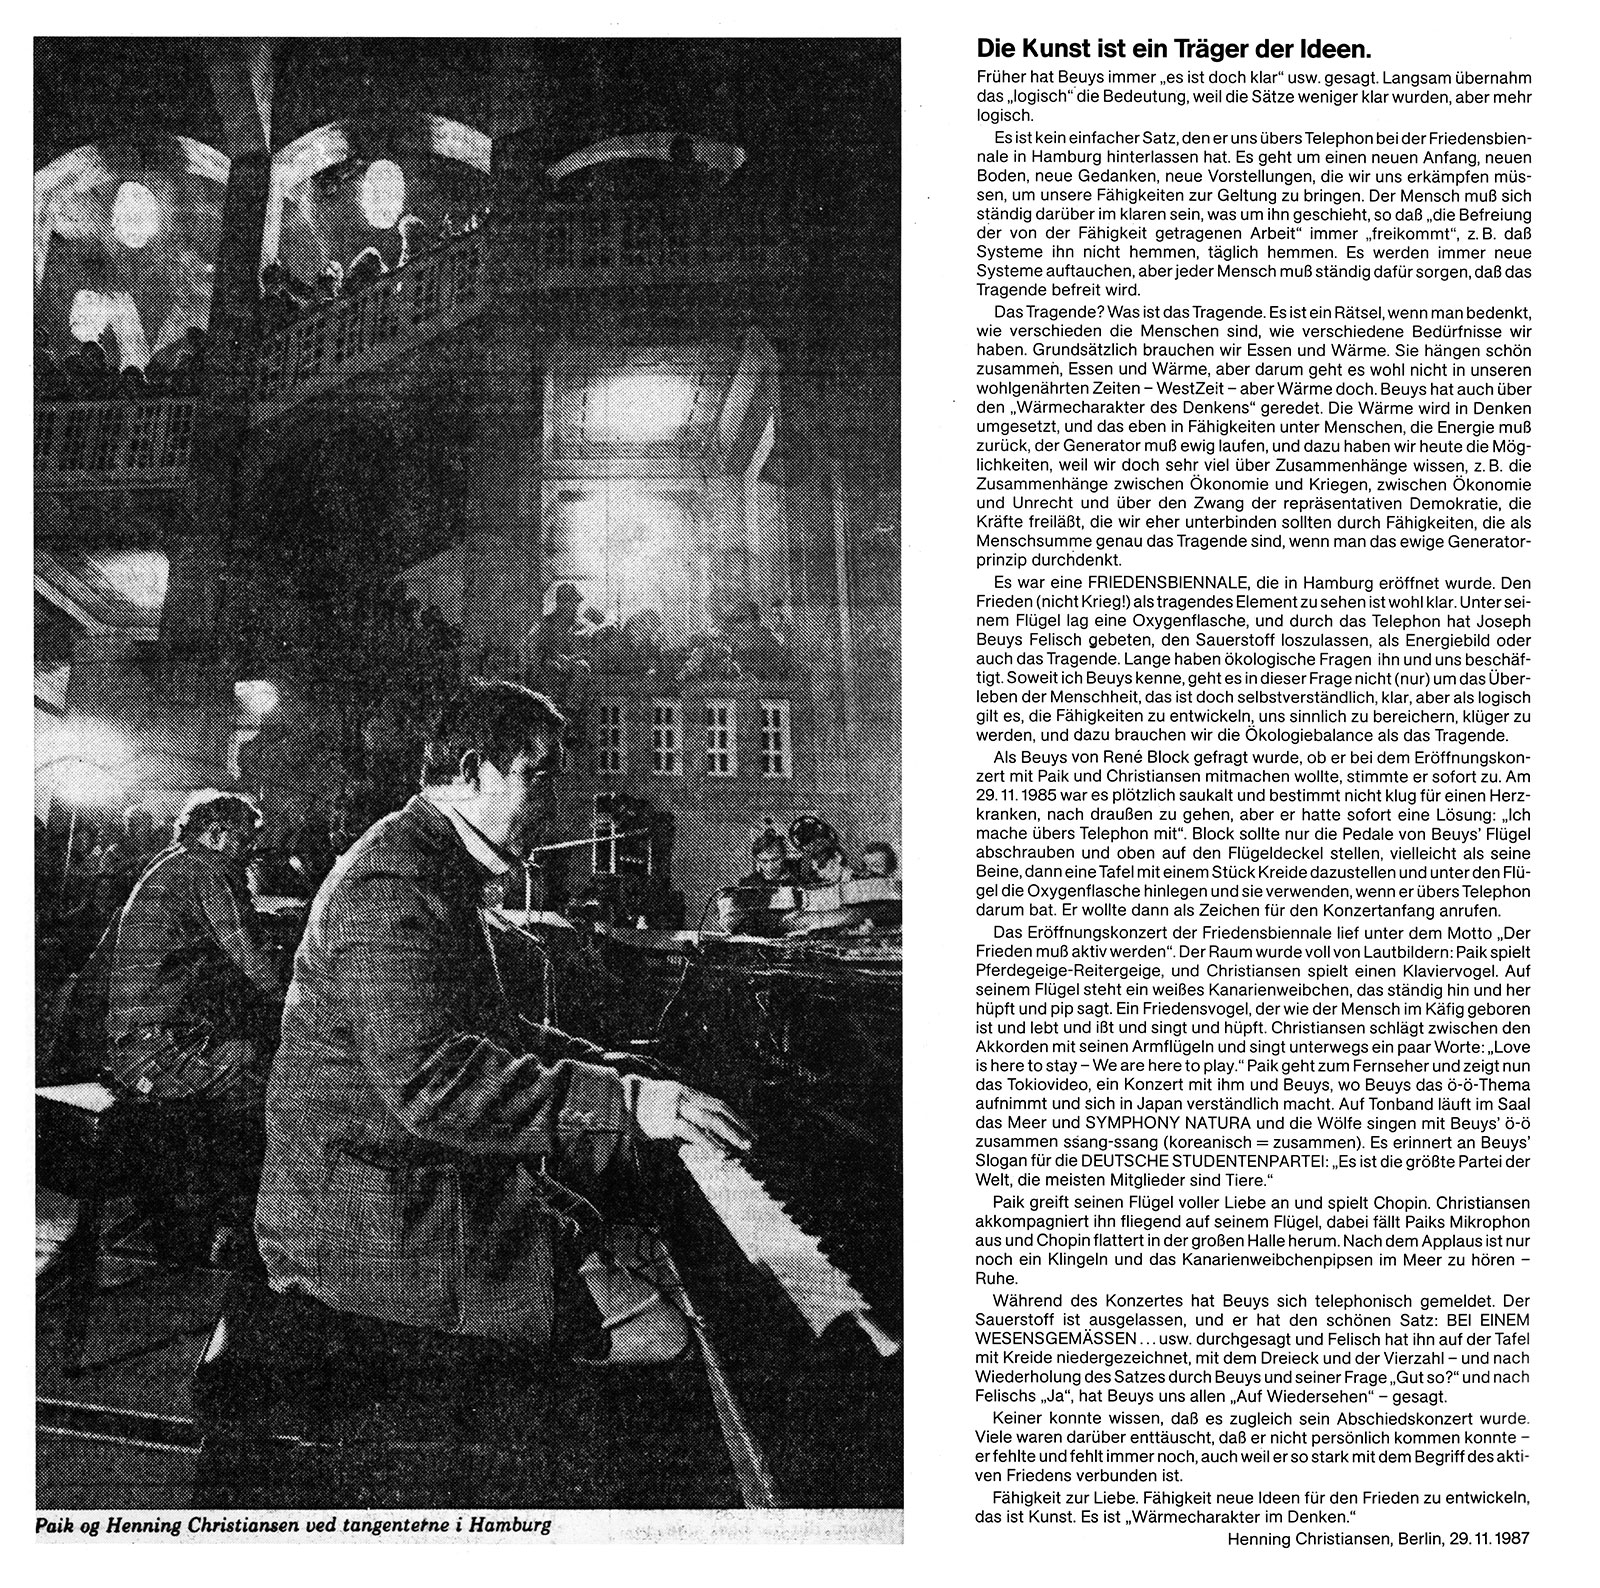 Die Kunst ist ein Träger der Ideen.
Früher hat Beuys immer „es ist doch klar“ usw. gesagt. Langsam übernahm
das „logisch“ die Bedeutung, weil die Sätze weniger klar wurden, aber mehr
logisch.
Es ist kein einfacher Satz, den er uns übers Telephon bei der Friedensbien-
nale in Hamburg hinterlassen hat. Es geht um einen neuen Anfang, neuen
Boden, neue Gedanken, neue Vorstellungen, die wir uns erkämpfen müs-
sen, um unsere Fähigkeiten zur Geltung zu bringen. Der Mensch muß sich
ständig darüber im klaren sein, was um ihn geschieht, so daß „die Befreiung
der von der Fähigkeit getragenen Arbeit“ immer „freikommt“, z. B. daß
Systeme ihn nicht hemmen, täglich hemmen. Es werden immer neue
Systeme auftauchen, aber jeder Mensch muß ständig dafür sorgen, daß das
Tragende befreit wird.
Das Tragende? Was ist das Tragende. Es ist ein Rätsel, wenn man bedenkt,
wie verschieden die Menschen sind, wie verschiedene Bedürfnisse wir
haben. Grundsätzlich brauchen wir Essen und Wärme. Sie hängen schön
zusammen, Essen und Wärme, aber darum geht es wohl nicht in unseren
wohlgenährten Zeiten – WestZeit – aber Wärme doch. Beuys hat auch über
den „Wärmecharakter des Denkens“ geredet. Die Wärme wird in Denken
umgesetzt, und das eben in Fähigkeiten unter Menschen, die Energie muß
zurück, der Generator muß ewig laufen, und dazu haben wir heute die Mög-
lichkeiten, weil wir doch sehr viel über Zusammenhänge wissen, z. B. die
Zusammenhänge zwischen Ökonomie und Kriegen, zwischen Ökonomie
und Unrecht und über den Zwang der repräsentativen Demokratie, die
Kräfte freiläßt, die wir eher unterbinden sollten durch Fähigkeiten, die als
Menschsumme genau das Tragende sind, wenn man das ewige Generator-
prinzip durchdenkt.
Es war eine FRIEDENSBIENNALE, die in Hamburg eröffnet wurde. Den
Frieden (nicht Krieg!) als tragendes Element zu sehen ist wohl klar. Unter sei-
nem Flügel lag eine Oxygenflasche, und durch das Telephon hat Joseph
Beuys Felisch gebeten, den Sauerstoff loszulassen, als Energiebild oder
auch das Tragende. Lange haben ökologische Fragen ihn und uns beschäf-
tigt. Soweit ich Beuys kenne, geht es in dieser Frage nicht (nur) um das Über-
leben der Menschheit, das ist doch selbstverständlich, klar, aber als logisch
gilt es, die Fähigkeiten zu entwickeln, uns sinnlich zu bereichern, klüger zu
werden, und dazu brauchen wir die Ökologiebalance als das Tragende.
Als Beuys von René Block gefragt wurde, ob er bei dem Eröffnungskon-
zert mit Paik und Christiansen mitmachen wollte, stimmte er sofort zu. Am
29. 11. 1985 war es plötzlich saukalt und bestimmt nicht klug für einen Herz-
kranken, nach draußen zu gehen, aber er hatte sofort eine Lösung: „Ich
mache übers Telephon mit“. Block sollte nur die Pedale von Beuys’ Flügel
abschrauben und oben auf den Flügeldeckel stellen, vielleicht als seine
Beine, dann eine Tafel mit einem Stück Kreide dazustellen und unter den Flü-
gel die Oxygenflasche hinlegen und sie verwenden, wenn er übers Telephon
darum bat. Er wollte dann als Zeichen für den Konzertanfang anrufen.
Das Eröffnungskonzert der Friedensbiennale lief unter dem Motto „Der
Frieden muß aktiv werden“. Der Raum wurde voll von Lautbildern: Paik spielt
Pferdegeige-Reitergeige, und Christiansen spielt einen Klaviervogel. Auf
seinem Flügel steht ein weißes Kanarienweibchen, das ständig hin und her
hüpft und pip sagt. Ein Friedensvogel, der wie der Mensch im Käfig geboren
ist und lebt und ißt und singt und hüpft. Christiansen schlägt zwischen den
Akkorden mit seinen Armflügeln und singt unterwegs ein paar Worte: „Love
is here to stay – We are here to play.“ Paik geht zum Fernseher und zeigt nun
das Tokiovideo, ein Konzert mit ihm und Beuys, wo Beuys das ö-ö-Thema
aufnimmt und sich in Japan verständlich macht. Auf Tonband läuft im Saal
das Meer und SYMPHONY NATURA und die Wölfe singen mit Beuys’ ö-ö
zusammen ssang-ssang (koreanisch = zusammen). Es erinnert an Beuys’
Slogan für die DEUTSCHE STUDENTENPARTEI: „Es ist die größte Partei der
Welt, die meisten Mitglieder sind Tiere.“
Paik greift seinen Flügel voller Liebe an und spielt Chopin. Christiansen
akkompagniert ihn fliegend auf seinem Flügel, dabei fällt Paiks Mikrophon
aus und Chopin flattert in der großen Halle herum. Nach dem Applaus ist nur
noch ein Klingeln und das Kanarienweibchenpipsen im Meer zu hören –
Ruhe.
Während des Konzertes hat Beuys sich telephonisch gemeldet. Der
Sauerstoff ist ausgelassen, und er hat den schönen Satz: BEI EINEM
WESENSGEMÄSSEN . . . usw. durchgesagt und Felisch hat ihn auf der Tafel
mit Kreide niedergezeichnet, mit dem Dreieck und der Vierzahl – und nach
Wiederholung des Satzes durch Beuys und seiner Frage „Gut so?“ und nach
Felischs „Ja“, hat Beuys uns allen „Auf Wiedersehen“ – gesagt.
Keiner konnte wissen, daß es zugleich sein Abschiedskonzert wurde.
Viele waren darüber enttäuscht, daß er nicht persönlich kommen konnte –
er fehlte und fehlt immer noch, auch weil er so stark mit dem Begriff des akti-
ven Friedens verbunden ist.
Fähigkeit zur Liebe. Fähigkeit neue Ideen für den Frieden zu entwickeln,
das ist Kunst. Es ist „Wärmecharakter im Denken.“
Henning Christiansen, Berlin, 29. 11. 1987
Paik og Henning Christiansen ved tangenterne i Hamburg